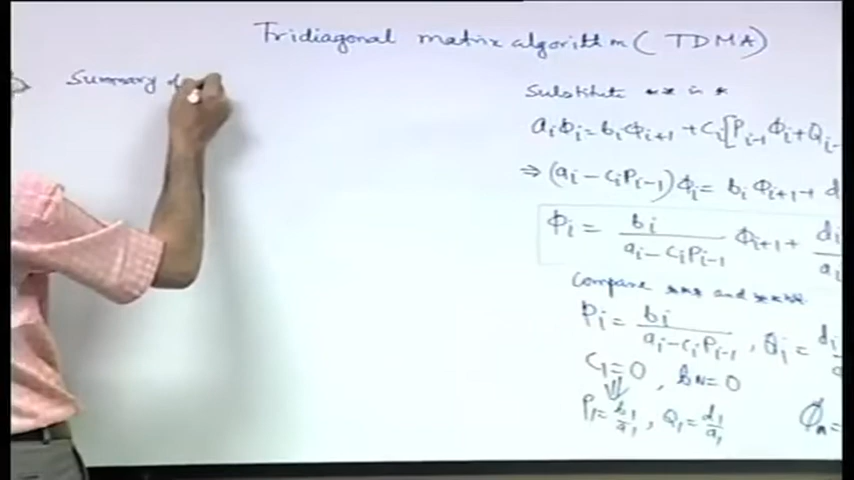 Tridiagonal matrix algorithm (TDMA)
Summary of
Substitute ** in *
aᵢΦᵢ = bᵢΦᵢ₊₁ + Cᵢ[Pᵢ₋₁Φᵢ + Qᵢ₋
⇒ (aᵢ - cᵢPᵢ₋₁)Φᵢ = bᵢΦᵢ₊₁ + d
Φᵢ = bᵢ / (aᵢ - cᵢPᵢ₋₁) Φᵢ₊₁ + dᵢ / aᵢ
Compare *** and ****
Pᵢ = bᵢ / (aᵢ - cᵢPᵢ₋₁), Qᵢ = dᵢ / a
C₁ = 0, bN = 0
⇓
P₁ = b₁/a₁, Q₁ = d₁/a₁
Φₙ =